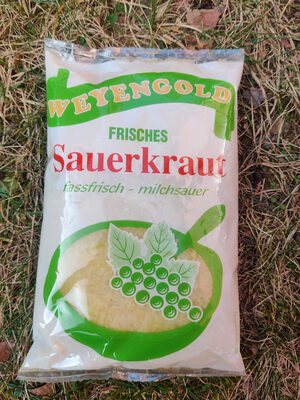 WEYENGOLD
FRISCHES
Sauerkraut
fassfrisch - milchsauer